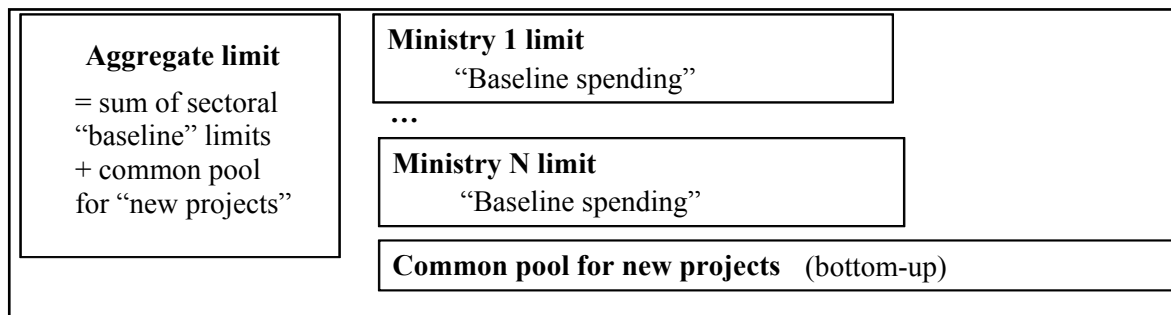 Aggregate limit
= sum of sectoral
“baseline” limits
+ common pool
for “new projects”
Ministry 1 limit
“Baseline spending”
…
Ministry N limit
“Baseline spending”
Common pool for new projects (bottom-up)